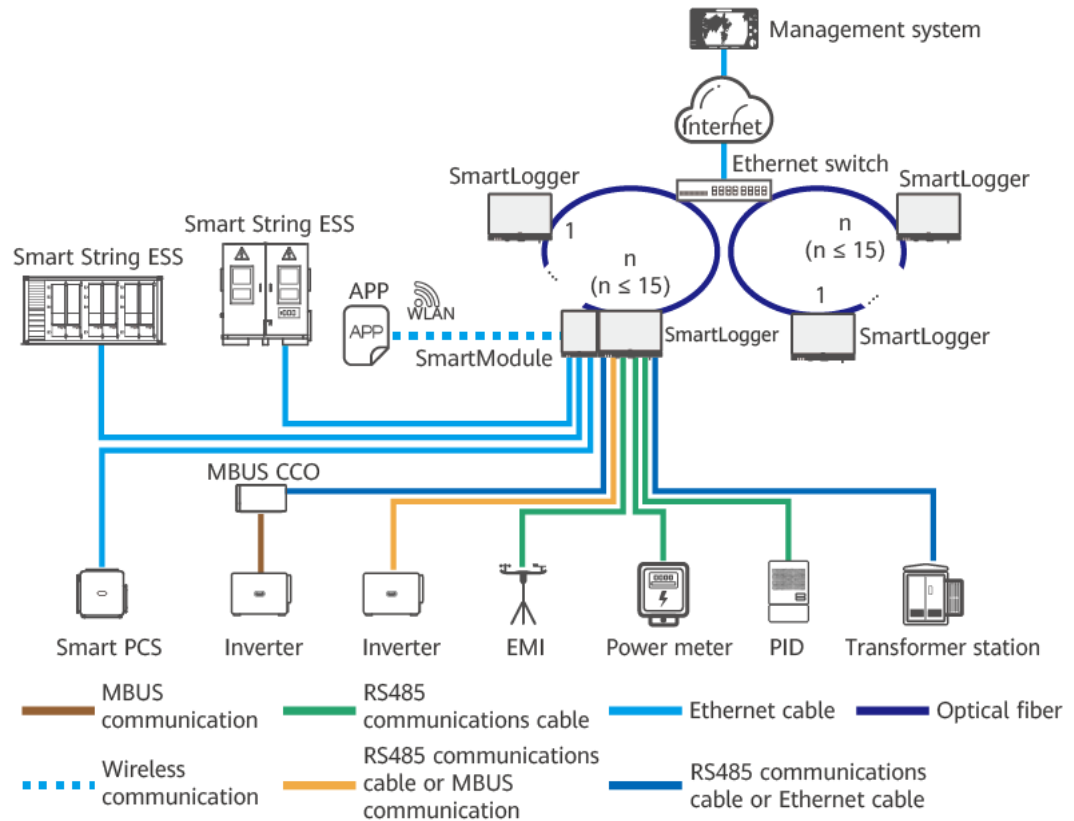 Management system
Internet
Ethernet switch
SmartLogger
SmartLogger
1
n
(n ≤ 15)
n
(n ≤ 15)
1
Smart String ESS
Smart String ESS
APP
WLAN
APP
SmartModule
SmartLogger
SmartLogger
MBUS CCO
Smart PCS
Inverter
Inverter
EMI
Power meter
PID
Transformer station
MBUS
communication
RS485
communications cable
Ethernet cable
Optical fiber
Wireless
communication
RS485 communications
cable or MBUS
communication
RS485 communications
cable or Ethernet cable